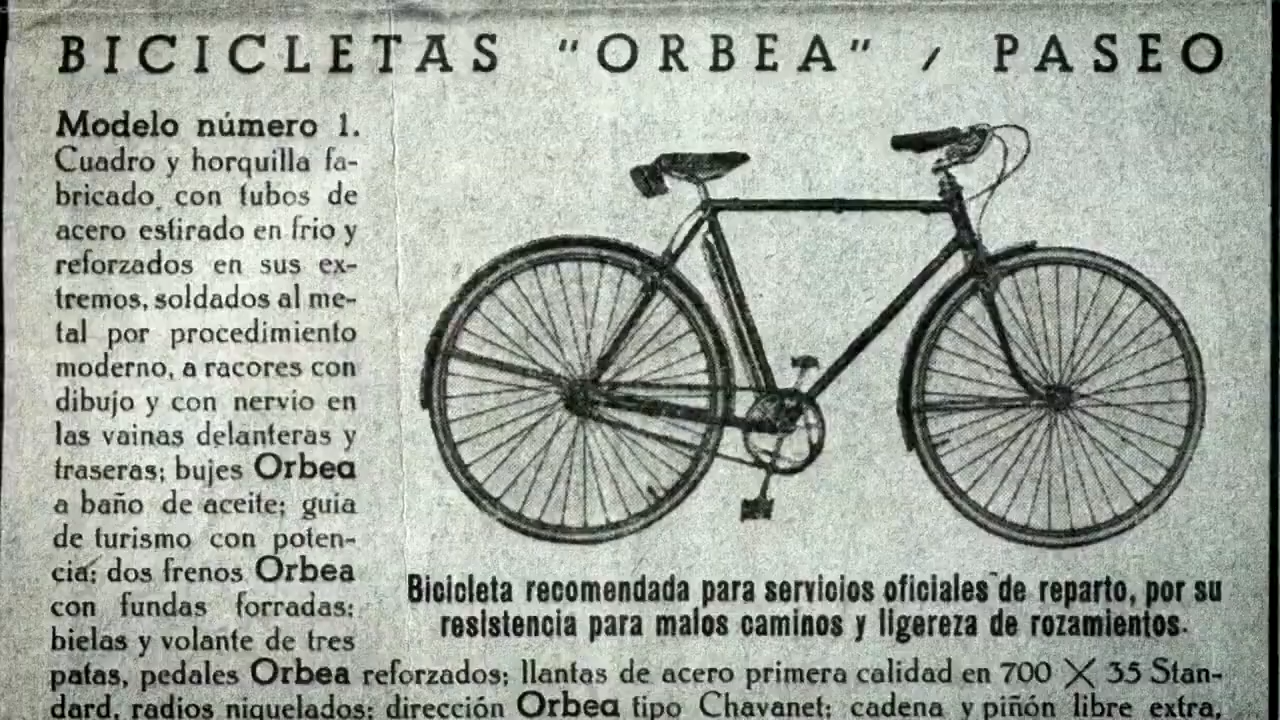 BICICLETAS "ORBEA" / PASEO
Modelo número 1.
Cuadro y horquilla fa-
bricado con tubos de
acero estirado en frio y
reforzados en sus ex-
tremos, soldados al me-
tal por procedimiento
moderno, a racores con
dibujo y con nervio en
las vainas delanteras y
traseras; bujes Orbea
a baño de aceite; guia
de turismo con poten-
cia; dos frenos Orbea
con fundas forradas;
bielas y volante de tres
patas, pedales Orbea reforzados; llantas de acero primera calidad en 700 X 35 Stan-
dard, radios niquelados; dirección Orbea tipo Chavanet; cadena y piñón libre extra.
Bicicleta recomendada para servicios oficiales de reparto, por su
resistencia para malos caminos y ligereza de rozamientos.